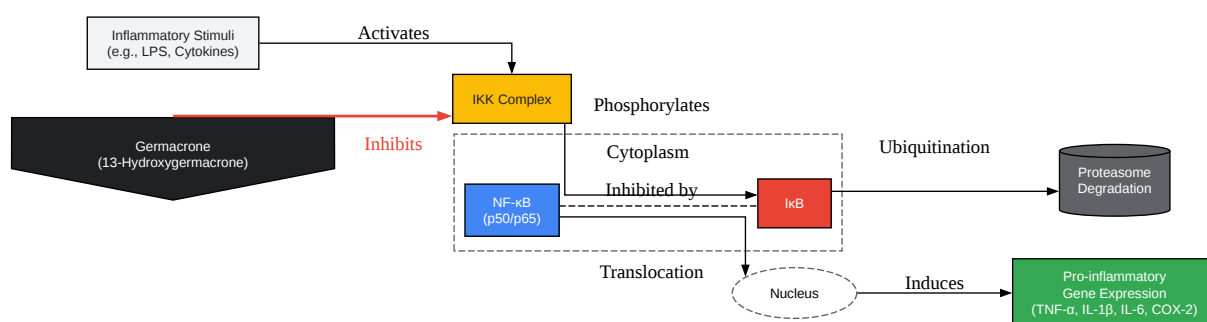 Inflammatory Stimuli
(e.g., LPS, Cytokines)
Activates
IKK Complex
Phosphorylates
Germacrone
(13-Hydroxygermacrone)
Inhibits
Cytoplasm
Ubiquitination
Inhibited by
NF-κB
(p50/p65)
IκB
Proteasome
Degradation
Translocation
Nucleus
Induces
Pro-inflammatory
Gene Expression
(TNF-α, IL-1β, IL-6, COX-2)